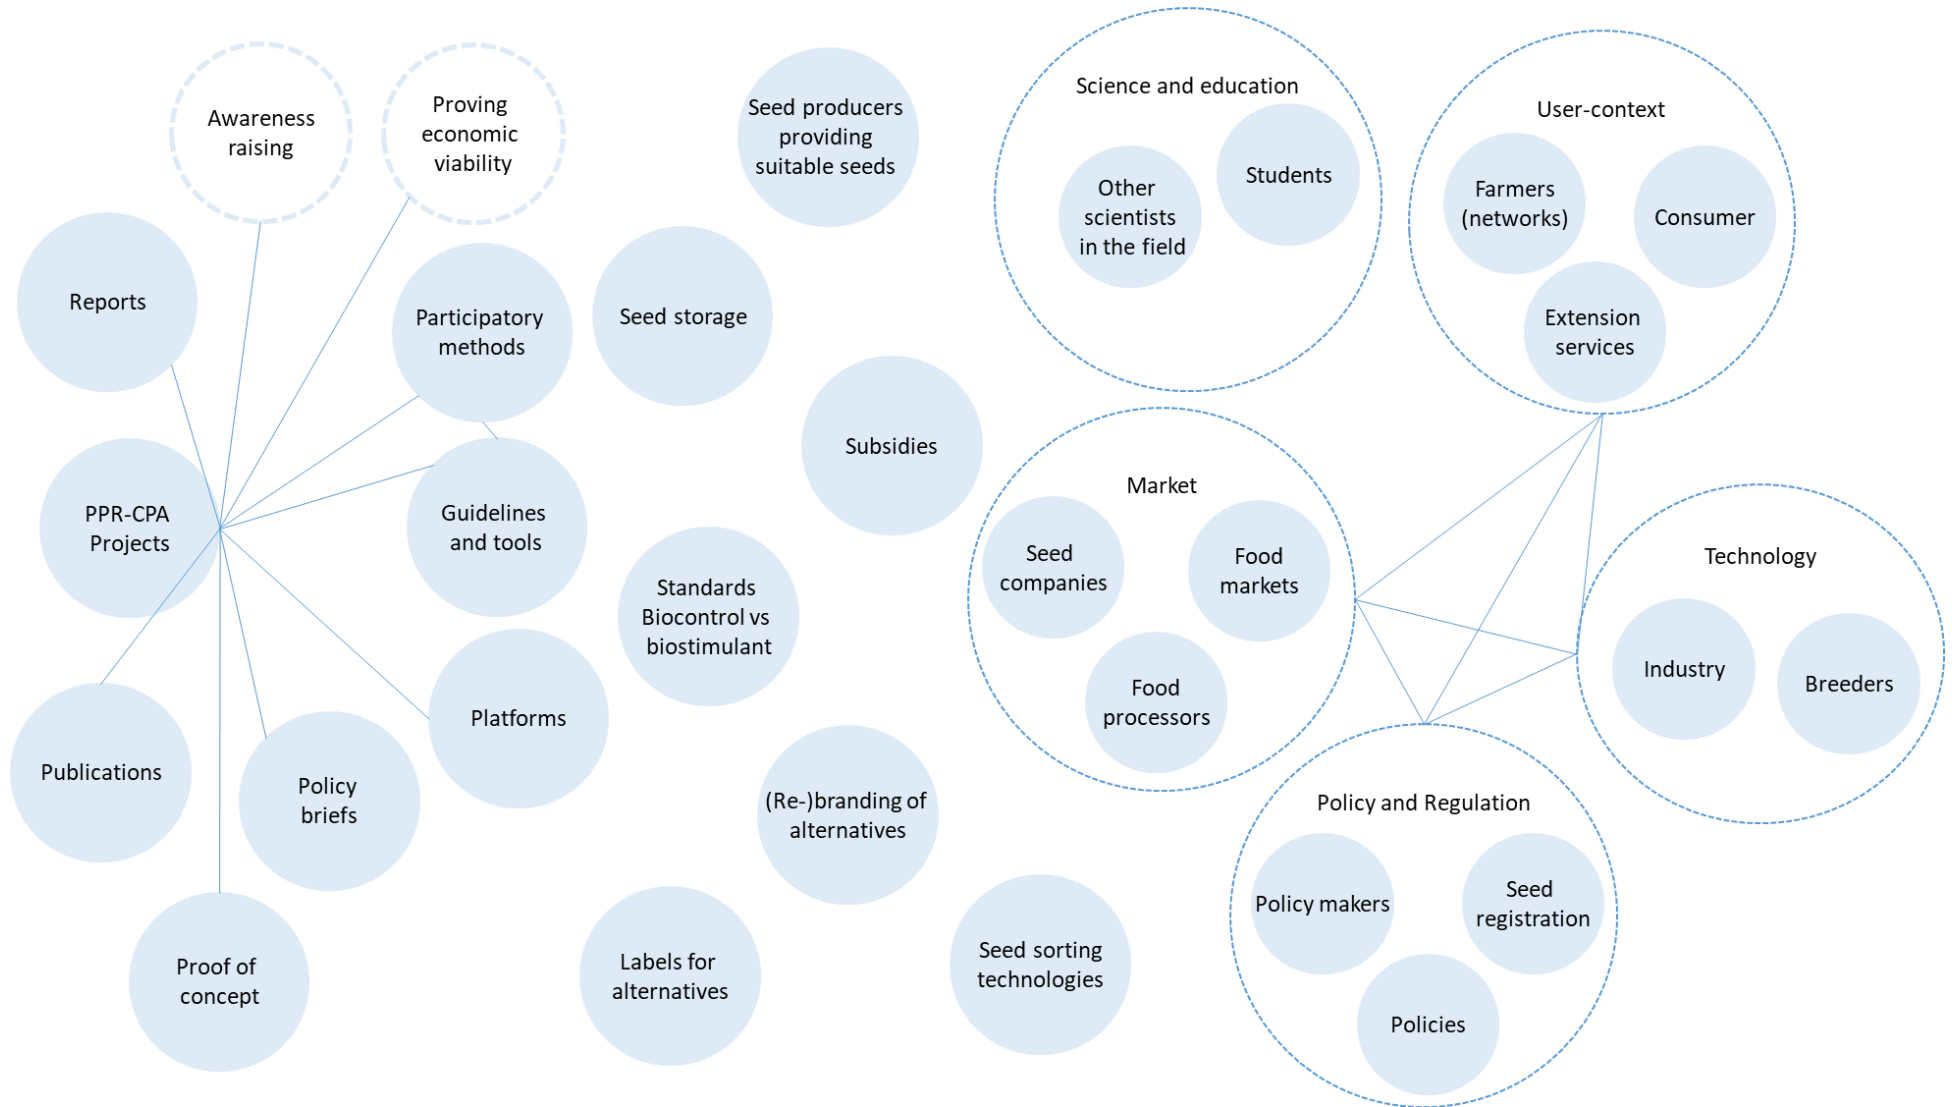 Awareness
raising
Proving
economic
viability
Seed producers
providing
suitable seeds
Science and education
Other
scientists
in the field
Students
User-context
Farmers
(networks)
Consumer
Extension
services
Reports
Participatory
methods
Seed storage
Subsidies
PPR-CPA
Projects
Guidelines
and tools
Standards
Biocontrol vs
biostimulant
Market
Seed
companies
Food
markets
Food
processors
Technology
Industry
Breeders
Publications
Policy
briefs
Platforms
(Re-)branding of
alternatives
Policy and Regulation
Policy makers
Seed
registration
Policies
Proof of
concept
Labels for
alternatives
Seed sorting
technologies